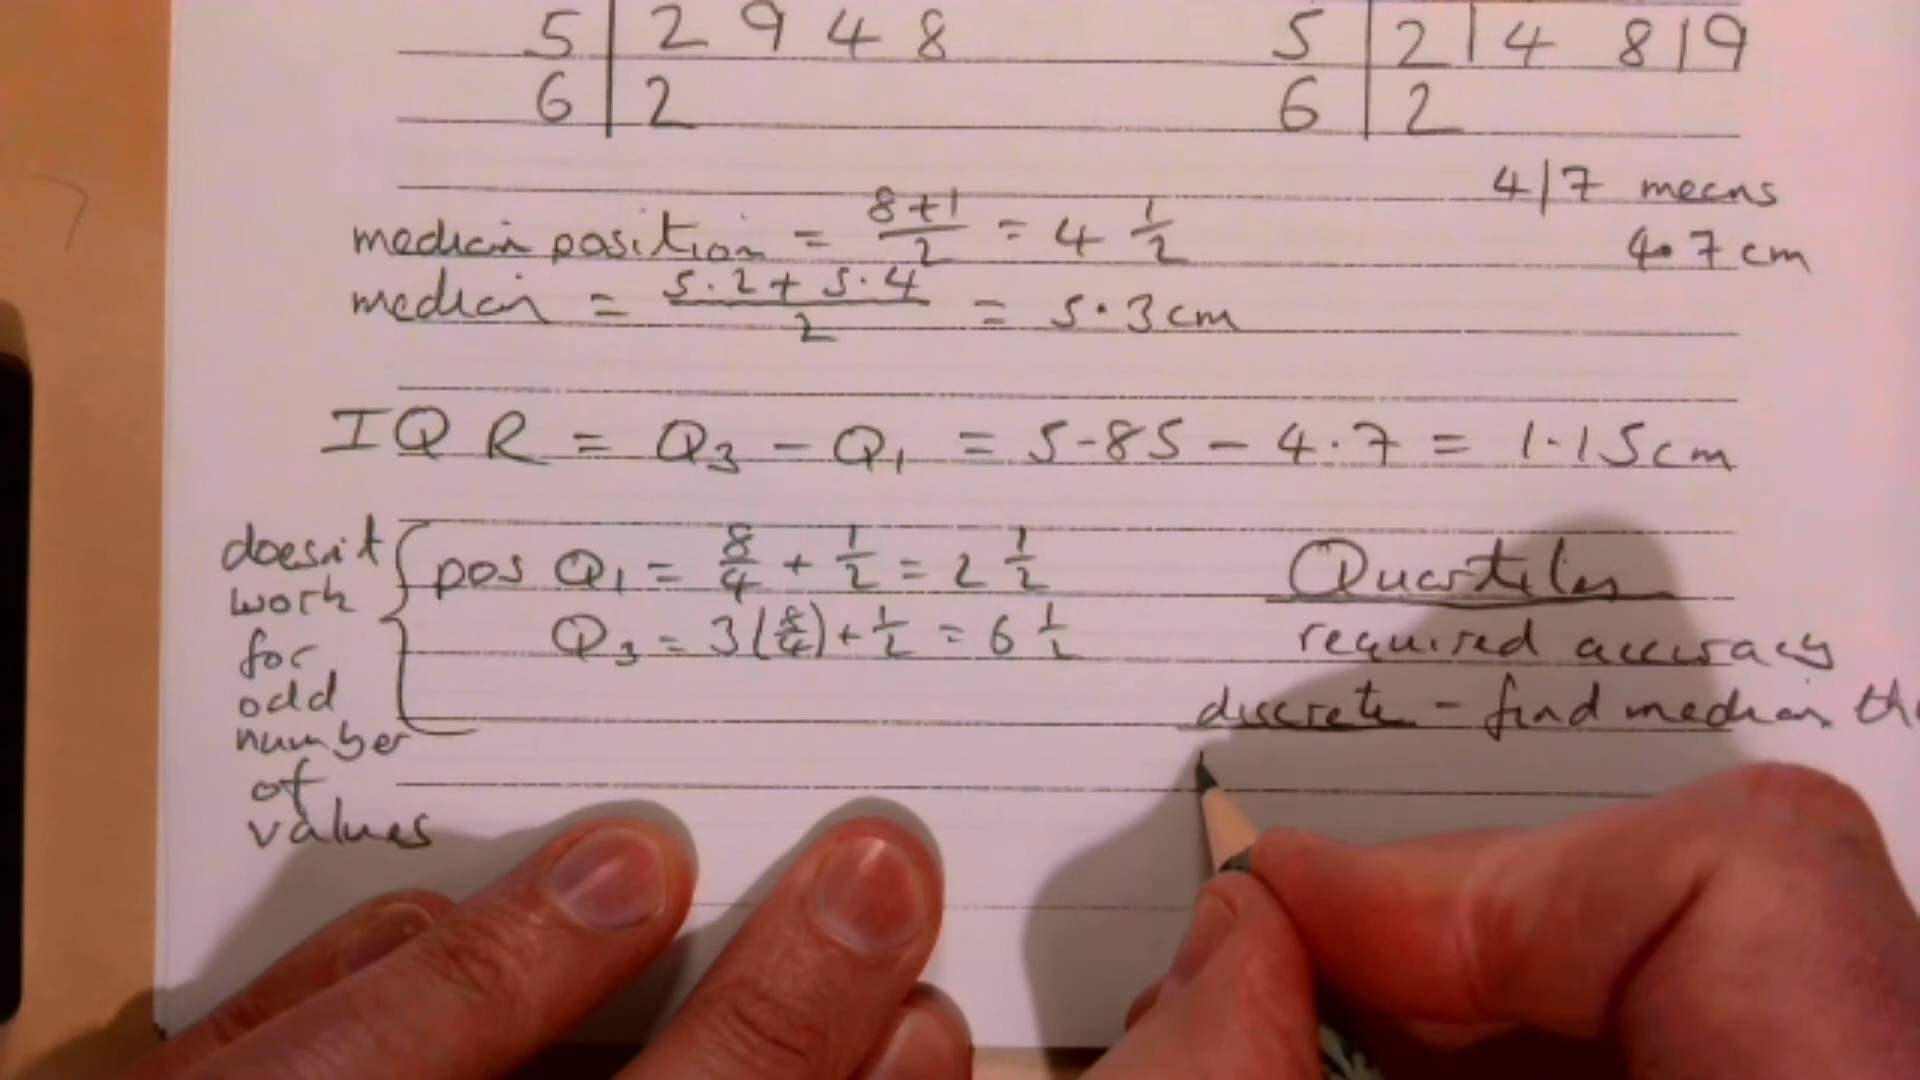 5 | 2 9 4 8
6 | 2
5 | 2 | 4 8 | 9
6 | 2
4|7 means
4.7cm
median position = 8+1/2 = 4 1/2
median = 5.2+5.4/2 = 5.3cm
IQR = Q3 - Q1 = 5.85 - 4.7 = 1.15cm
doesn't
work
for
odd
number
of
values
pos Q1 = 8/4 + 1/2 = 2 1/2
Q3 = 3(8/4) + 1/2 = 6 1/2
Quartiles
required accuracy
discrete - find median